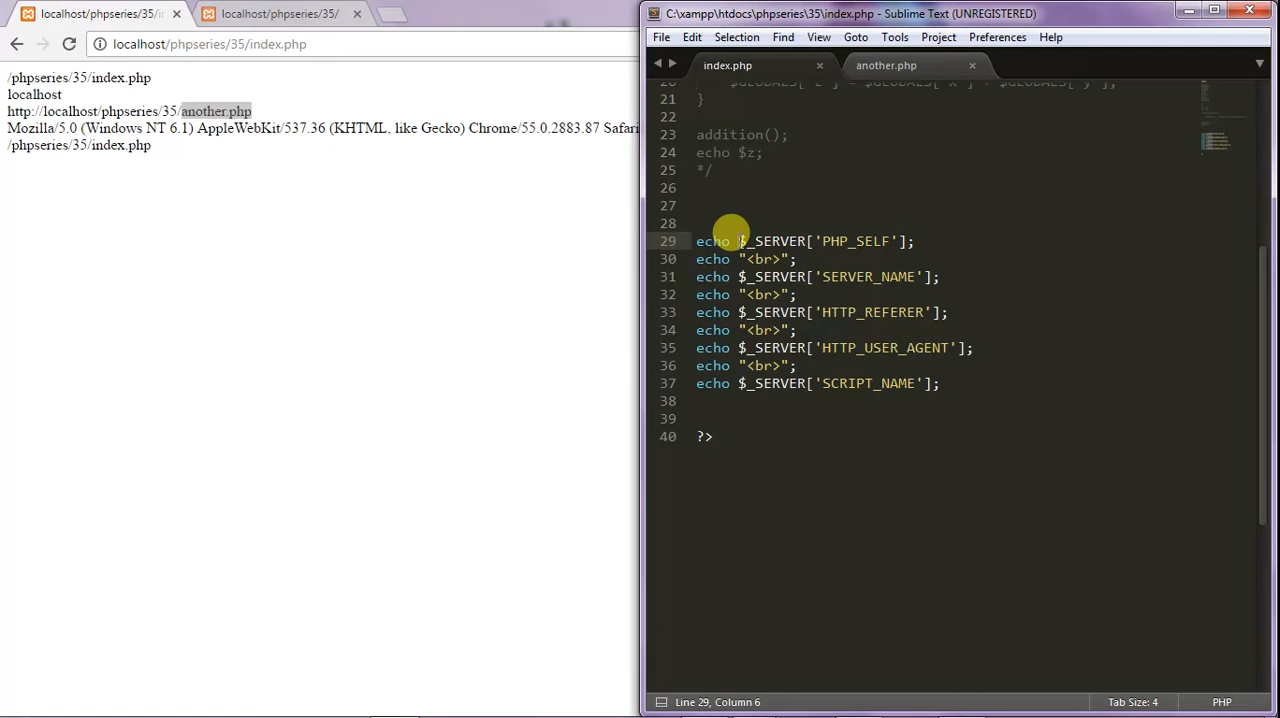 localhost/phpseries/35/in
localhost/phpseries/35/
localhost/phpseries/35/index.php
/phpseries/35/index.php
localhost
http://localhost/phpseries/35/another.php
Mozilla/5.0 (Windows NT 6.1) AppleWebKit/537.36 (KHTML, like Gecko) Chrome/55.0.2883.87 Safari
/phpseries/35/index.php
C:\xampp\htdocs\phpseries\35\index.php - Sublime Text (UNREGISTERED)
File Edit Selection Find View Goto Tools Project Preferences Help
index.php another.php
20 $GLOBALS['z'] = $GLOBALS['x'] + $GLOBALS['y'];
21 }
22
23 addition();
24 echo $z;
25 */
26
27
28
29 echo $_SERVER['PHP_SELF'];
30 echo "<br>";
31 echo $_SERVER['SERVER_NAME'];
32 echo "<br>";
33 echo $_SERVER['HTTP_REFERER'];
34 echo "<br>";
35 echo $_SERVER['HTTP_USER_AGENT'];
36 echo "<br>";
37 echo $_SERVER['SCRIPT_NAME'];
38
39
40 ?>
Line 29, Column 6 Tab Size: 4 PHP